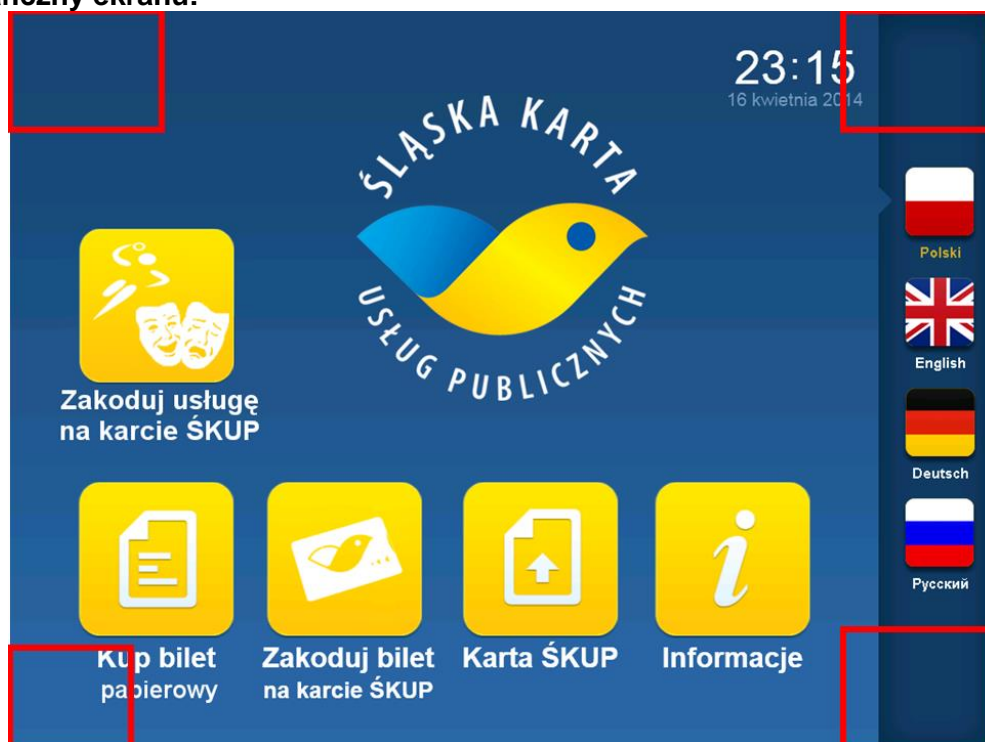 23:15
16 kwietnia 2014
ŚLĄSKA KARTA
USŁUG PUBLICZNYCH
Polski
English
Deutsch
Русский
Zakoduj usługę
na karcie ŚKUP
Kup bilet
papierowy
Zakoduj bilet
na karcie ŚKUP
Karta ŚKUP
Informacje